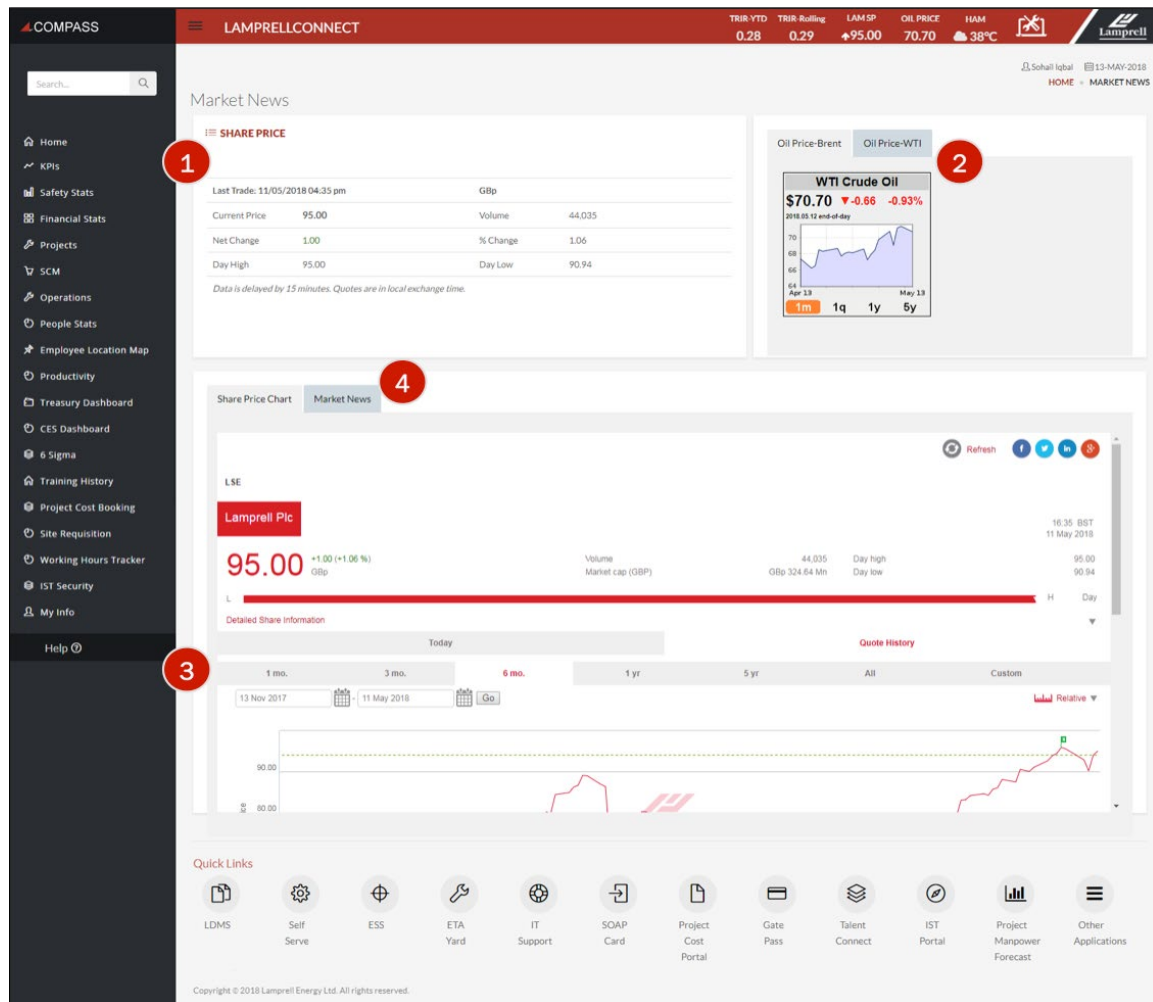 COMPASS
LAMPRELLCONNECT
TRIR-YTD TRIR-Rolling LAM SP OIL PRICE HAM
0.28 0.29 95.00 70.70 38°C
Lamprell
Search...
Sohail Iqbal 13-MAY-2018
HOME » MARKET NEWS
Market News
Home
KPIs
Safety Stats
Financial Stats
Projects
SCM
Operations
People Stats
Employee Location Map
Productivity
Treasury Dashboard
CES Dashboard
6 Sigma
Training History
Project Cost Booking
Site Requisition
Working Hours Tracker
IST Security
My Info
Help
SHARE PRICE
1
Last Trade: 11/05/2018 04:35 pm GBp
Current Price 95.00 Volume 44,035
Net Change 1.00 % Change 1.06
Day High 95.00 Day Low 90.94
Data is delayed by 15 minutes. Quotes are in local exchange time.
Oil Price-Brent Oil Price-WTI
2
WTI Crude Oil
$70.70 ▼-0.66 -0.93%
2018.05.12 end-of-day
70
68
66
64
Apr 13 May 13
1m 1q 1y 5y
4
Share Price Chart Market News
Refresh
LSE
Lamprell Plc
16:35 BST
11 May 2018
95.00 +1.00 (+1.06 %)
GBp
Volume 44,035 Day high 95.00
Market cap (GBP) GBp 324.64 Mn Day low 90.94
L H Day
Detailed Share Information
Today Quote History
3
1 mo. 3 mo. 6 mo. 1 yr 5 yr All Custom
13 Nov 2017 - 11 May 2018 Go Relative
90.00
80.00
Quick Links
LDMS
Self Serve
ESS
ETA Yard
IT Support
SOAP Card
Project Cost Portal
Gate Pass
Talent Connect
IST Portal
Project Manpower Forecast
Other Applications
Copyright © 2018 Lamprell Energy Ltd. All rights reserved.